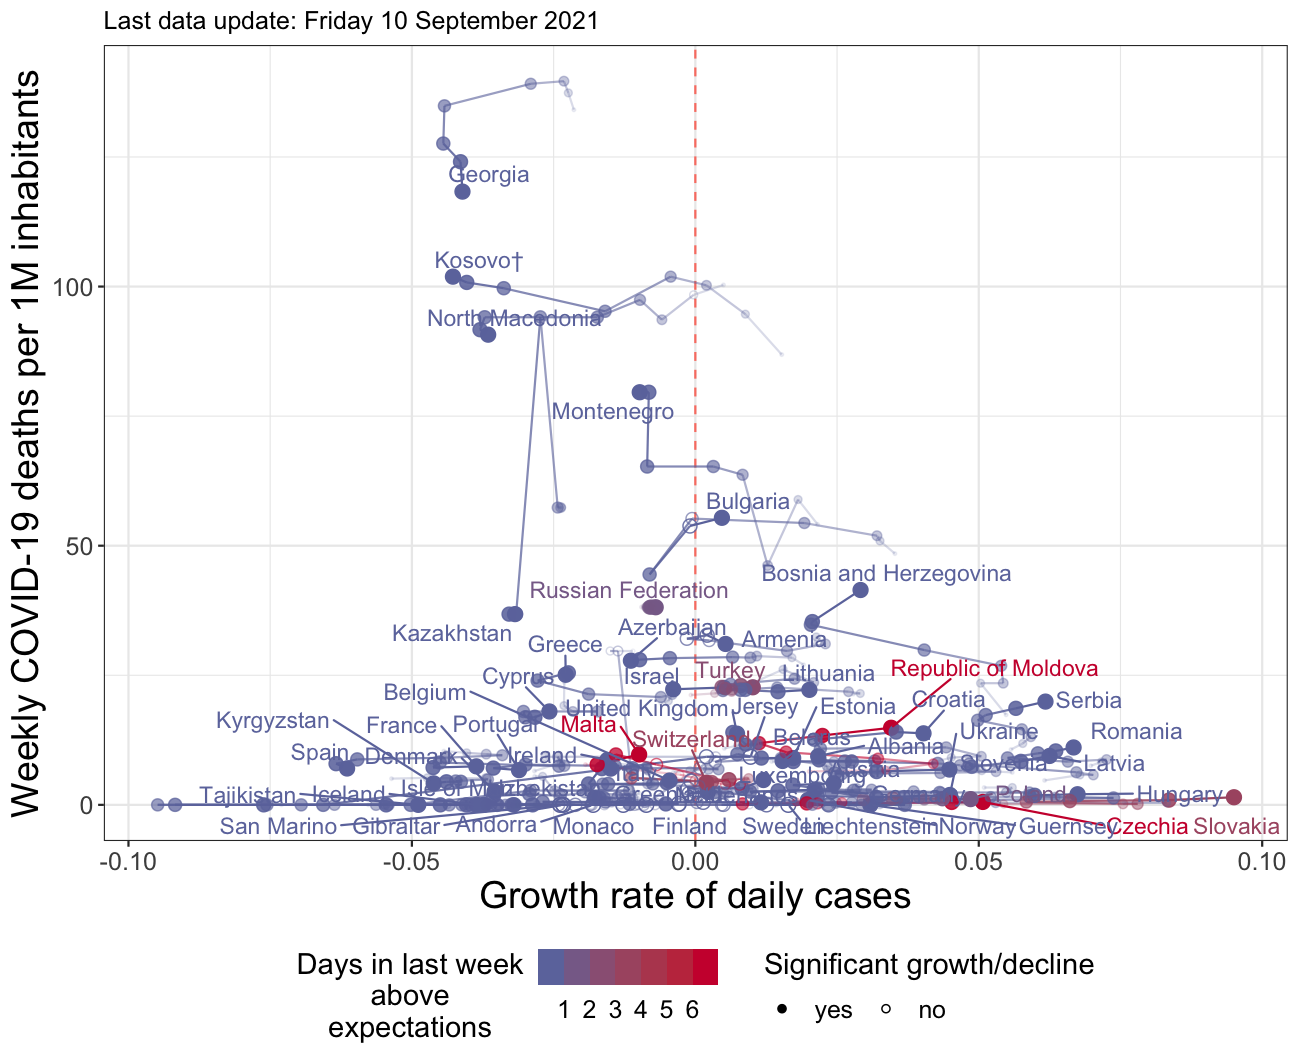 Last data update: Friday 10 September 2021
Weekly COVID-19 deaths per 1M inhabitants
100
50
0
Georgia
Kosovo†
North Macedonia
Montenegro
Bulgaria
Bosnia and Herzegovina
Russian Federation
Kazakhstan
Azerbaijan
Armenia
Greece
Turkey
Republic of Moldova
Cyprus
Israel
Lithuania
Belgium
Croatia
Serbia
United Kingdom
Jersey
Estonia
Kyrgyzstan
France
Portugal
Malta
Ukraine
Romania
Switzerland
Belarus
Albania
Spain
Denmark
Ireland
Slovenia
Latvia
Italy
Luxembourg
Tajikistan
Iceland
Isle of Man
Uzbekistan
Poland
Hungary
San Marino
Gibraltar
Andorra
Monaco
Finland
Sweden
Liechtenstein
Norway
Guernsey
Czechia
Slovakia
-0.10
-0.05
0.00
0.05
0.10
Growth rate of daily cases
Days in last week
above
expectations
1 2 3 4 5 6
Significant growth/decline
yes
no